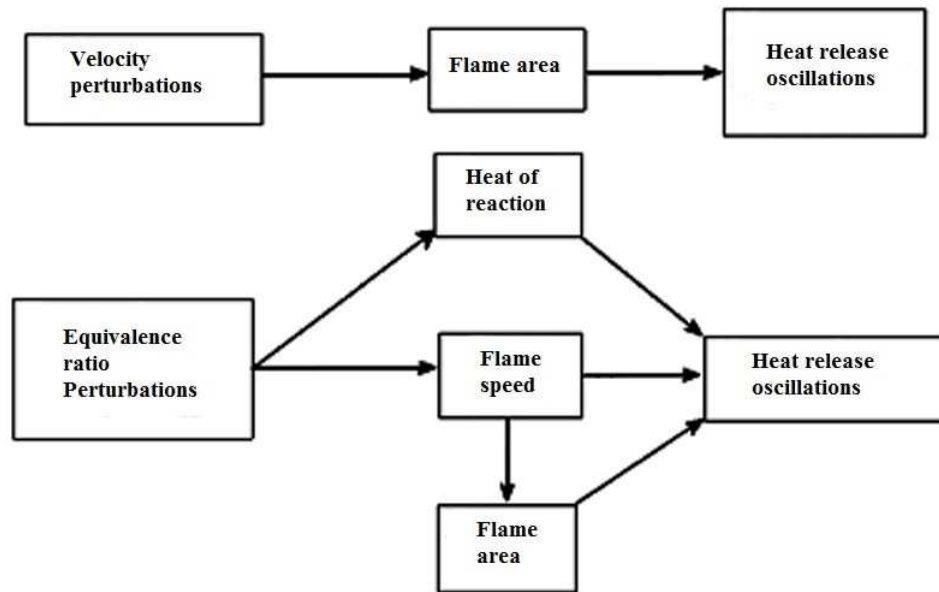 Velocity
perturbations
Flame area
Heat release
oscillations
Heat of
reaction
Equivalence
ratio
Perturbations
Flame
speed
Heat release
oscillations
Flame
area